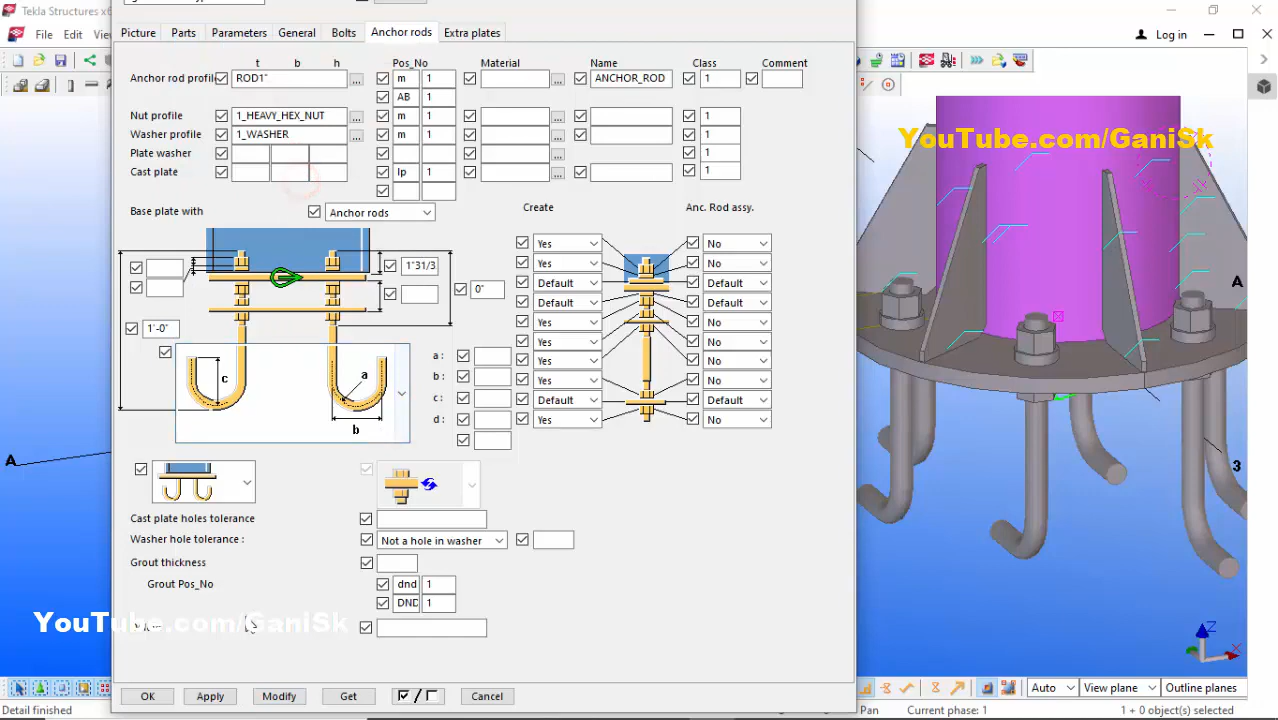 Tekla Structures x6
File Edit
Log in
Picture Parts Parameters General Bolts Anchor rods Extra plates
t b h Pos_No Material Name Class Comment
Anchor rod profile ROD1" ... m 1 ... ANCHOR_ROD 1
AB 1
Nut profile 1_HEAVY_HEX_NUT ... m 1 ... 1
Washer profile 1_WASHER ... m 1 ... 1
Plate washer ... 1
Cast plate lp 1 ... 1
Base plate with Anchor rods
Create Anc. Rod assy.
Yes No
Yes No
1"31/3
Default No
0"
Default No
Yes No
1'-0"
Yes No
a : Yes No
b : Yes No
c : Default No
d : Yes No
c a
b
Cast plate holes tolerance
Washer hole tolerance : Not a hole in washer
Grout thickness
Grout Pos_No dnd 1
DND 1
OK Apply Modify Get / Cancel
Detail finished
YouTube.com/GaniSk
YouTube.com/GaniSk
A
A
3
Z
X
Auto View plane Outline planes
Pan Current phase: 1 1 + 0 object(s) selected